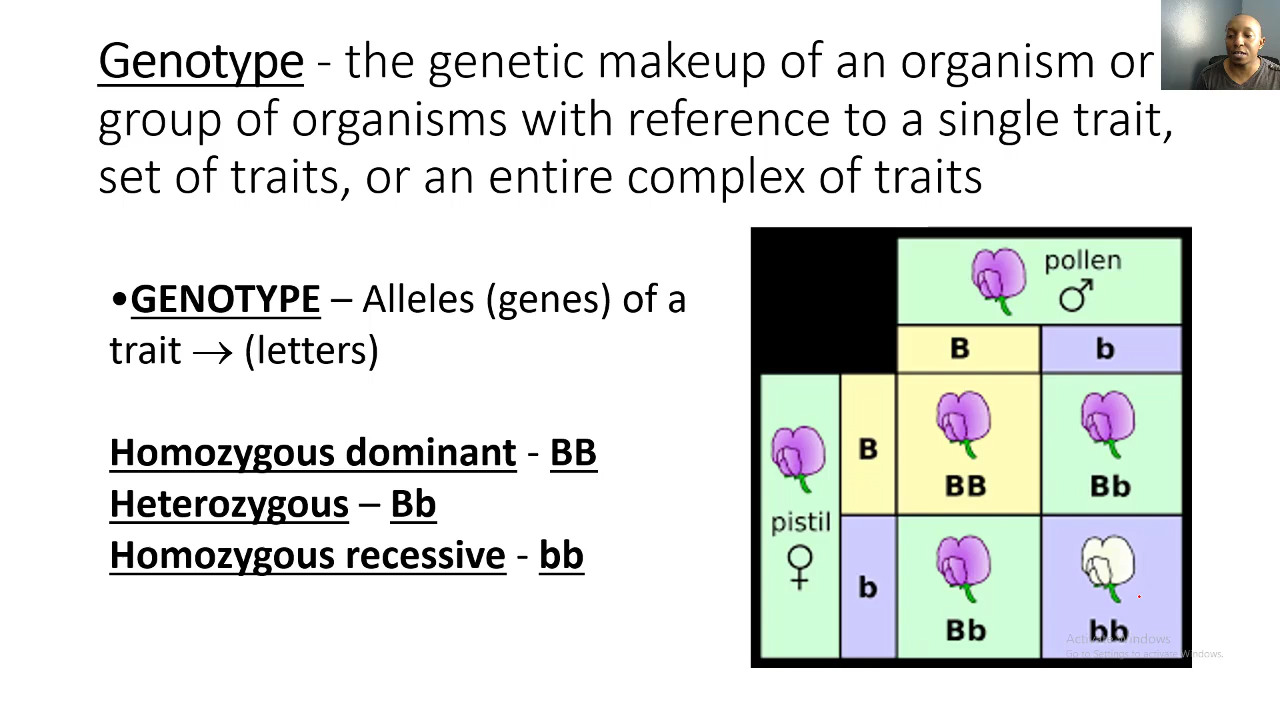 Genotype - the genetic makeup of an organism or
group of organisms with reference to a single trait,
set of traits, or an entire complex of traits
•GENOTYPE – Alleles (genes) of a
trait → (letters)
Homozygous dominant - BB
Heterozygous – Bb
Homozygous recessive - bb
pollen
♂
B b
pistil
♀
B
BB Bb
b
Bb bb
Activate Windows
Go to Settings to activate Windows.